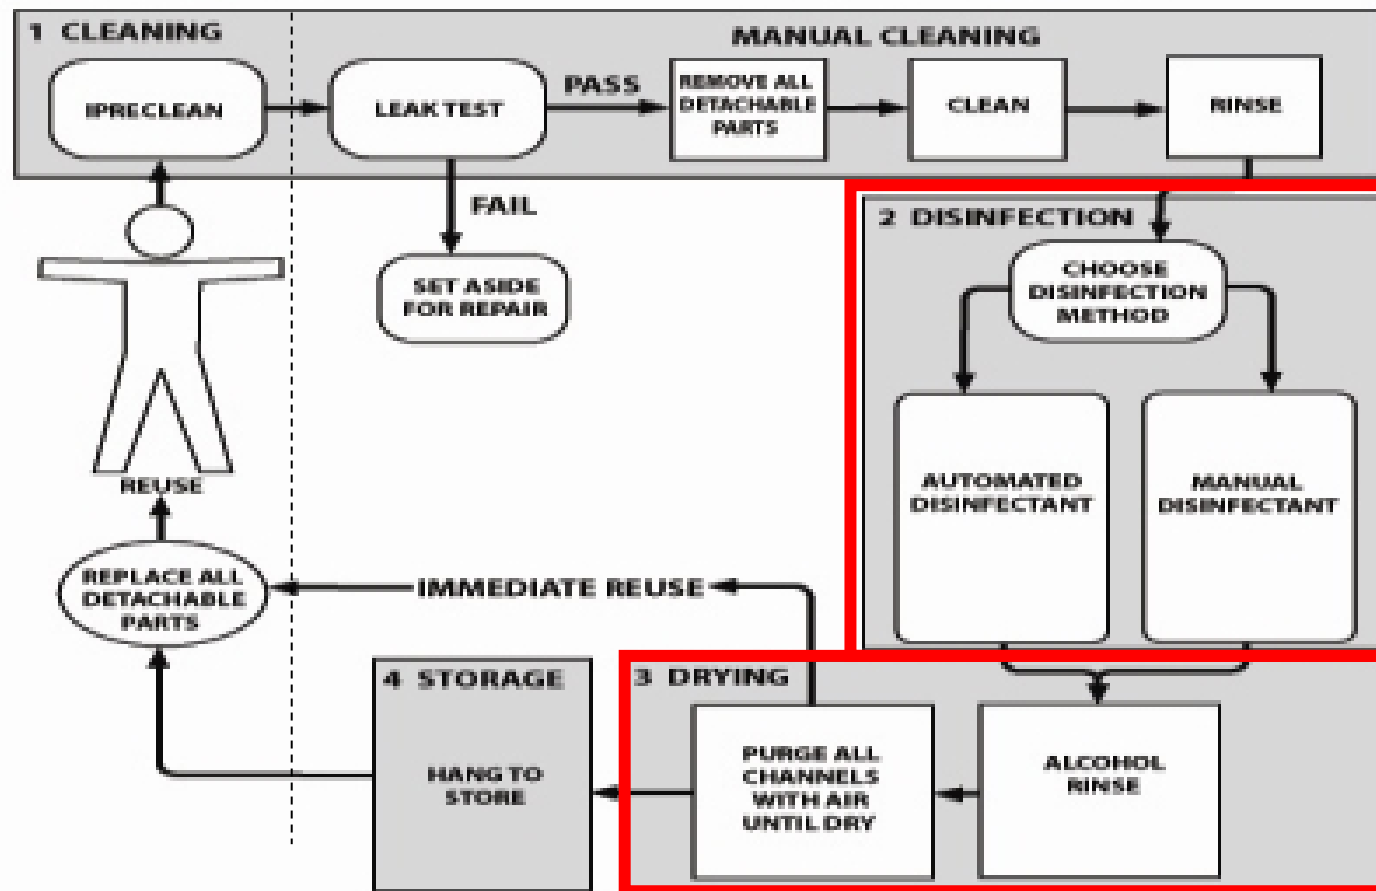 1 CLEANING
MANUAL CLEANING
IPRECLEAN
LEAK TEST
PASS
REMOVE ALL
DETACHABLE
PARTS
CLEAN
RINSE
FAIL
SET ASIDE
FOR REPAIR
2 DISINFECTION
CHOOSE
DISINFECTION
METHOD
AUTOMATED
DISINFECTANT
MANUAL
DISINFECTANT
REUSE
REPLACE ALL
DETACHABLE
PARTS
IMMEDIATE REUSE
4 STORAGE
HANG TO
STORE
3 DRYING
PURGE ALL
CHANNELS
WITH AIR
UNTIL DRY
ALCOHOL
RINSE